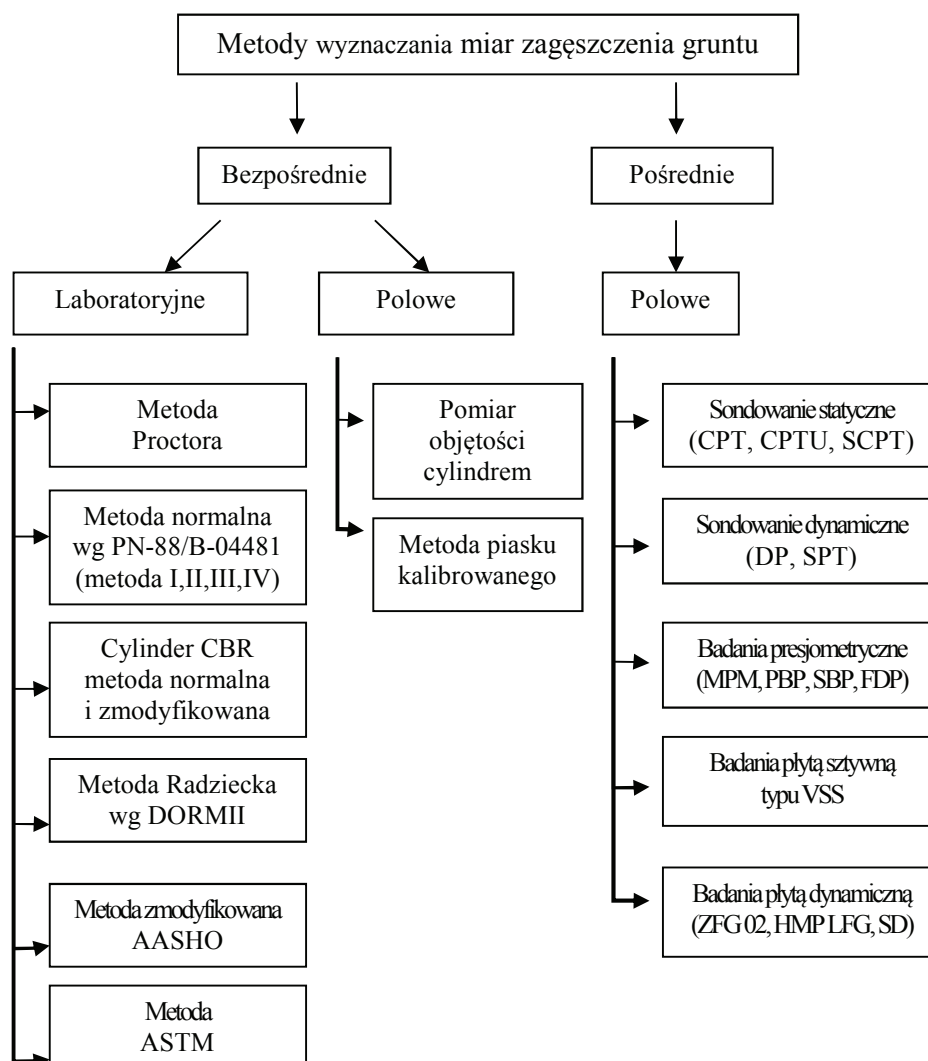 Metody wyznaczania miar zagęszczenia gruntu
Bezpośrednie
Pośrednie
Laboratoryjne
Polowe
Polowe
Metoda
Proctora
Metoda normalna
wg PN-88/B-04481
(metoda I,II,III,IV)
Cylinder CBR
metoda normalna
i zmodyfikowana
Metoda Radziecka
wg DORMII
Metoda zmodyfikowana
AASHO
Metoda
ASTM
Pomiar
objętości
cylindrem
Metoda piasku
kalibrowanego
Sondowanie statyczne
(CPT, CPTU, SCPT)
Sondowanie dynamiczne
(DP, SPT)
Badania presjometryczne
(MPM, PBP, SBP, FDP)
Badania płytą sztywną
typu VSS
Badania płytą dynamiczną
(ZFG 02, HMP LFG, SD)